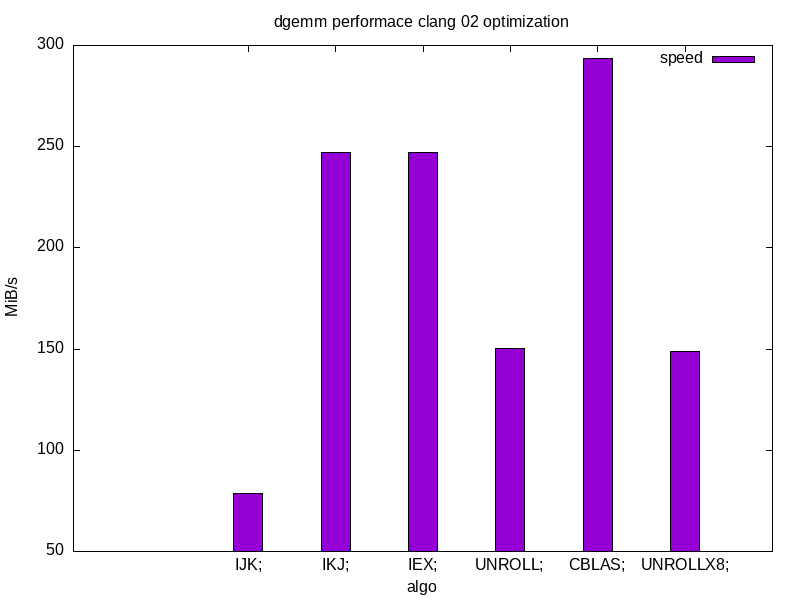 dgemm performace clang 02 optimization
speed
300
250
200
150
100
50
MiB/s
IJK; IKJ; IEX; UNROLL; CBLAS; UNROLLX8;
algo